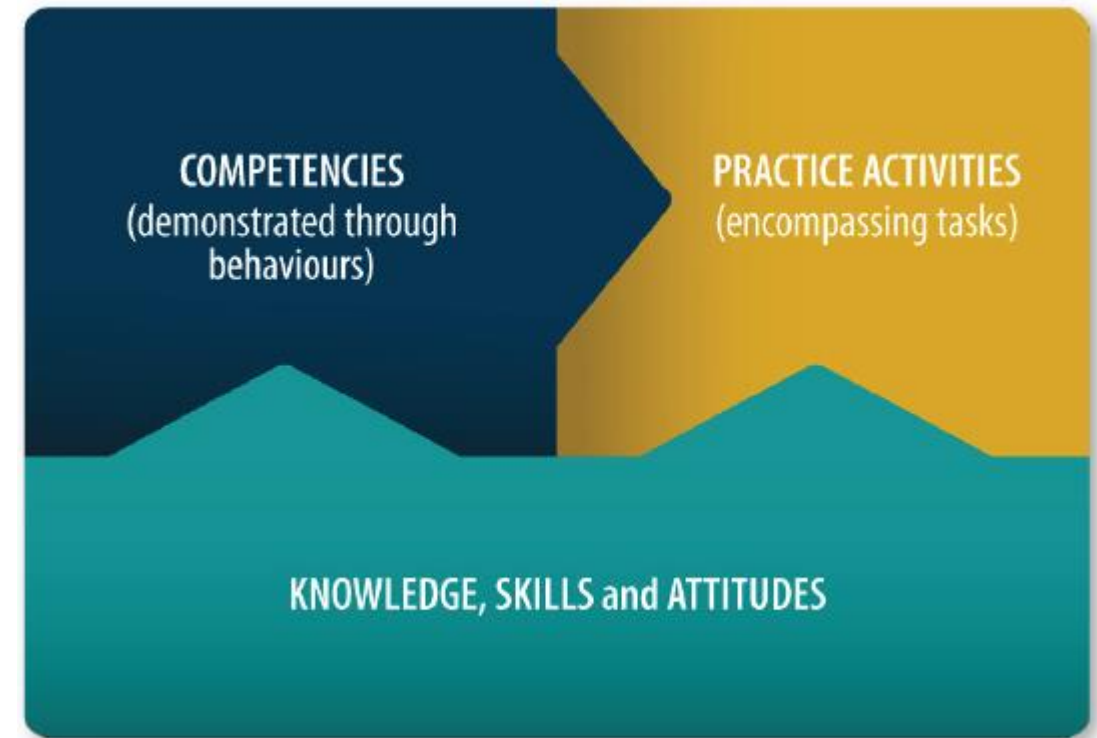 COMPETENCIES
(demonstrated through
behaviours)
PRACTICE ACTIVITIES
(encompassing tasks)
KNOWLEDGE, SKILLS and ATTITUDES